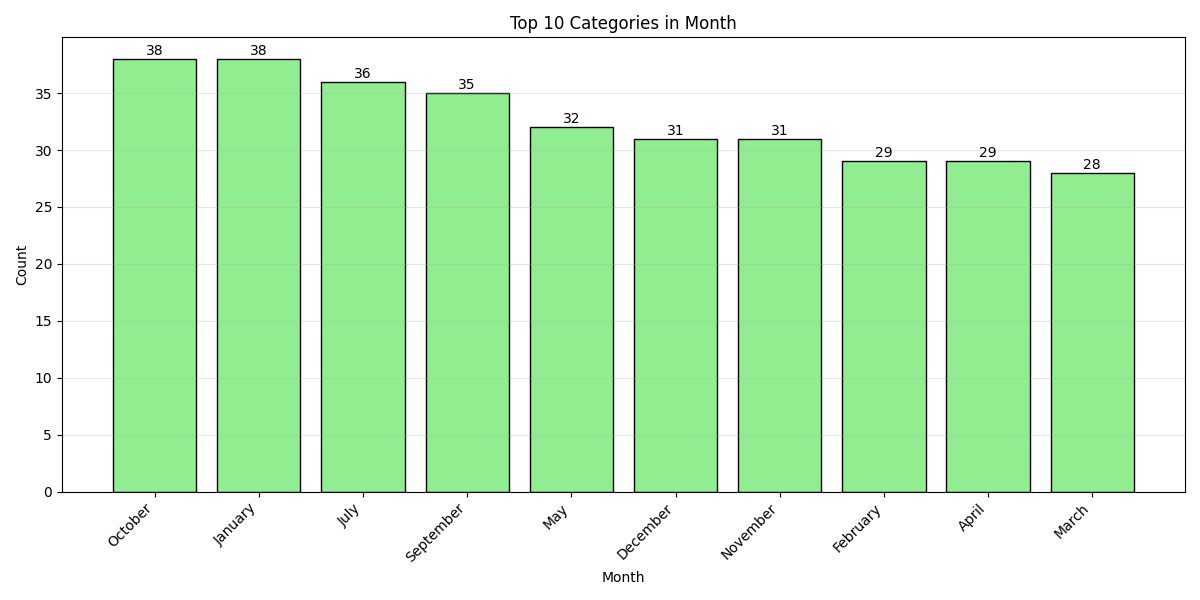 Top 10 Categories in Month
38
38
36
35
32
31
31
29
29
28
35
30
25
20
15
10
5
0
Count
October
January
July
September
May
December
November
February
April
March
Month